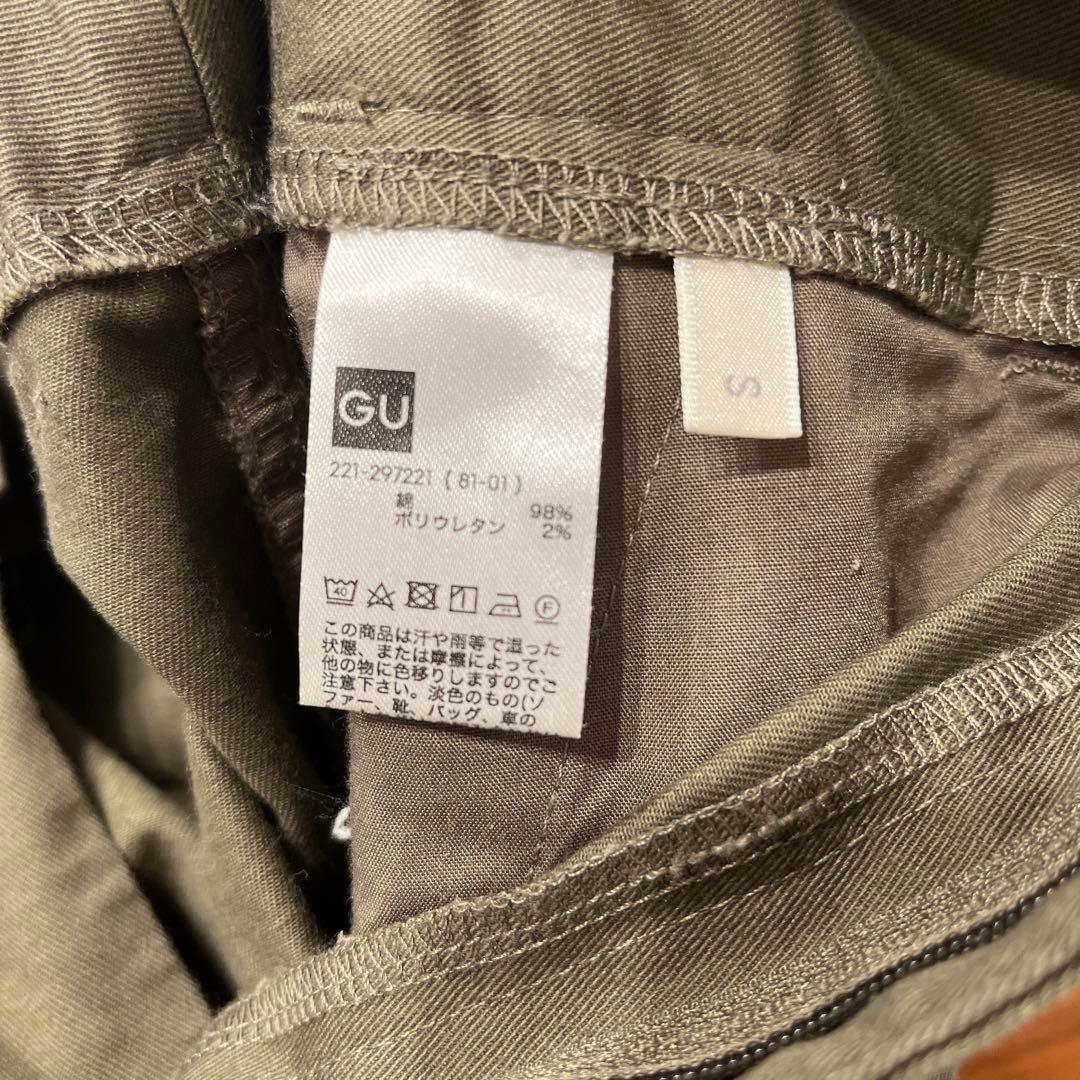 GU
221-297221 ( 81-01 )
綿 98%
ポリウレタン 2%
40
F
この商品は汗や雨等で湿った
状態、または摩擦によって、
他の物に色移りしますのでご
注意下さい。淡色のもの(ソ
ファー、靴、バッグ、車の
S